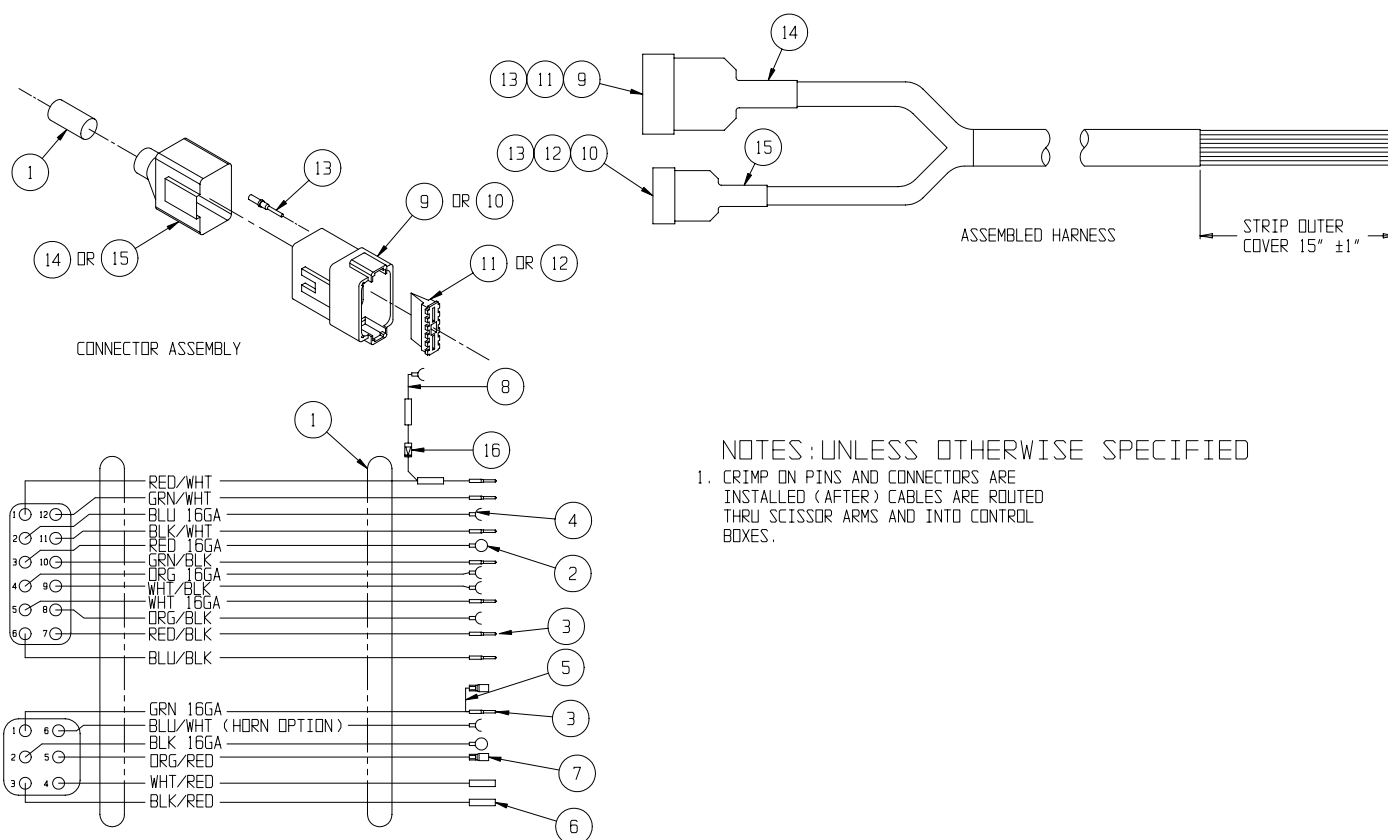 14
13 11 9
1
13
15
13 12 10
9 OR 10
14 OR 15
11 OR 12
ASSEMBLED HARNESS
STRIP OUTER
COVER 15" ±1"
CONNECTOR ASSEMBLY
8
1
16
NOTES:UNLESS OTHERWISE SPECIFIED
1. CRIMP ON PINS AND CONNECTORS ARE
INSTALLED (AFTER) CABLES ARE ROUTED
THRU SCISSOR ARMS AND INTO CONTROL
BOXES.
RED/WHT
GRN/WHT
1 12
BLU 16GA
4
BLK/WHT
2 11
RED 16GA
2
GRN/BLK
3 10
ORG 16GA
WHT/BLK
4 9
WHT 16GA
5 8
ORG/BLK
3
RED/BLK
6 7
BLU/BLK
5
GRN 16GA
3
BLU/WHT (HORN OPTION)
1 6
BLK 16GA
2 5
ORG/RED
7
WHT/RED
3 4
BLK/RED
6